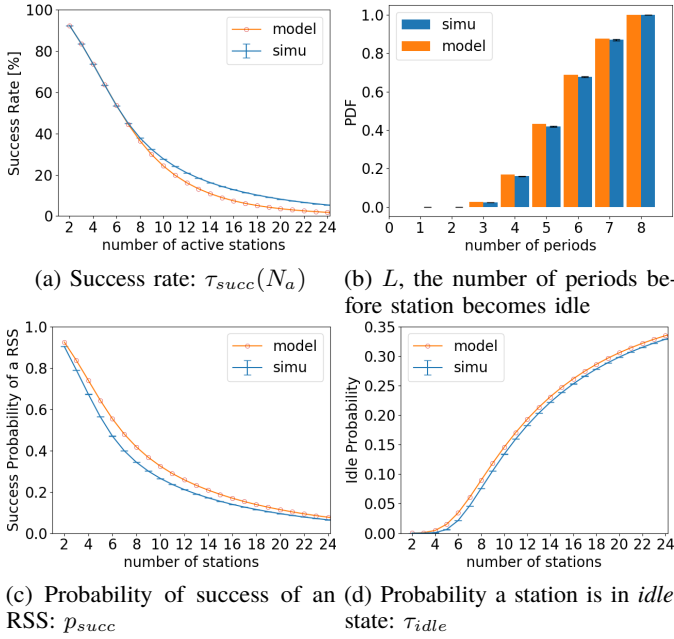 100
80
60
40
20
0
Success Rate [%]
model
simu
2 4 6 8 10 12 14 16 18 20 22 24
number of active stations
(a) Success rate: τsucc(Na)
1.0
0.8
0.6
0.4
0.2
0.0
PDF
simu
model
0 1 2 3 4 5 6 7 8
number of periods
(b) L, the number of periods be-
fore station becomes idle
1.0
0.8
0.6
0.4
0.2
0.0
Success Probability of a RSS
model
simu
2 4 6 8 10 12 14 16 18 20 22 24
number of stations
(c) Probability of success of an
RSS: psucc
0.35
0.30
0.25
0.20
0.15
0.10
0.05
0.00
Idle Probability
model
simu
2 4 6 8 10 12 14 16 18 20 22 24
number of stations
(d) Probability a station is in idle
state: τidle